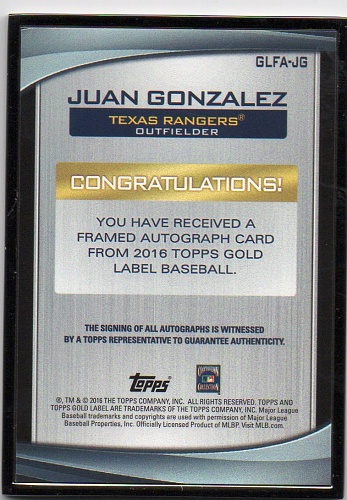 GLFA-JG
JUAN GONZALEZ
TEXAS RANGERS®
OUTFIELDER
CONGRATULATIONS!
YOU HAVE RECEIVED A
FRAMED AUTOGRAPH CARD
FROM 2016 TOPPS GOLD
LABEL BASEBALL.
THE SIGNING OF ALL AUTOGRAPHS IS WITNESSED
BY A TOPPS REPRESENTATIVE TO GUARANTEE AUTHENTICITY.
topps
COOPERSTOWN
COLLECTION
®, TM & © 2016 THE TOPPS COMPANY, INC. ALL RIGHTS RESERVED. TOPPS AND
TOPPS GOLD LABEL ARE TRADEMARKS OF THE TOPPS COMPANY, INC. Major League
Baseball trademarks and copyrights are used with permission of Major League
Baseball Properties, Inc. Officially Licensed Product of MLBP. Visit MLB.com.